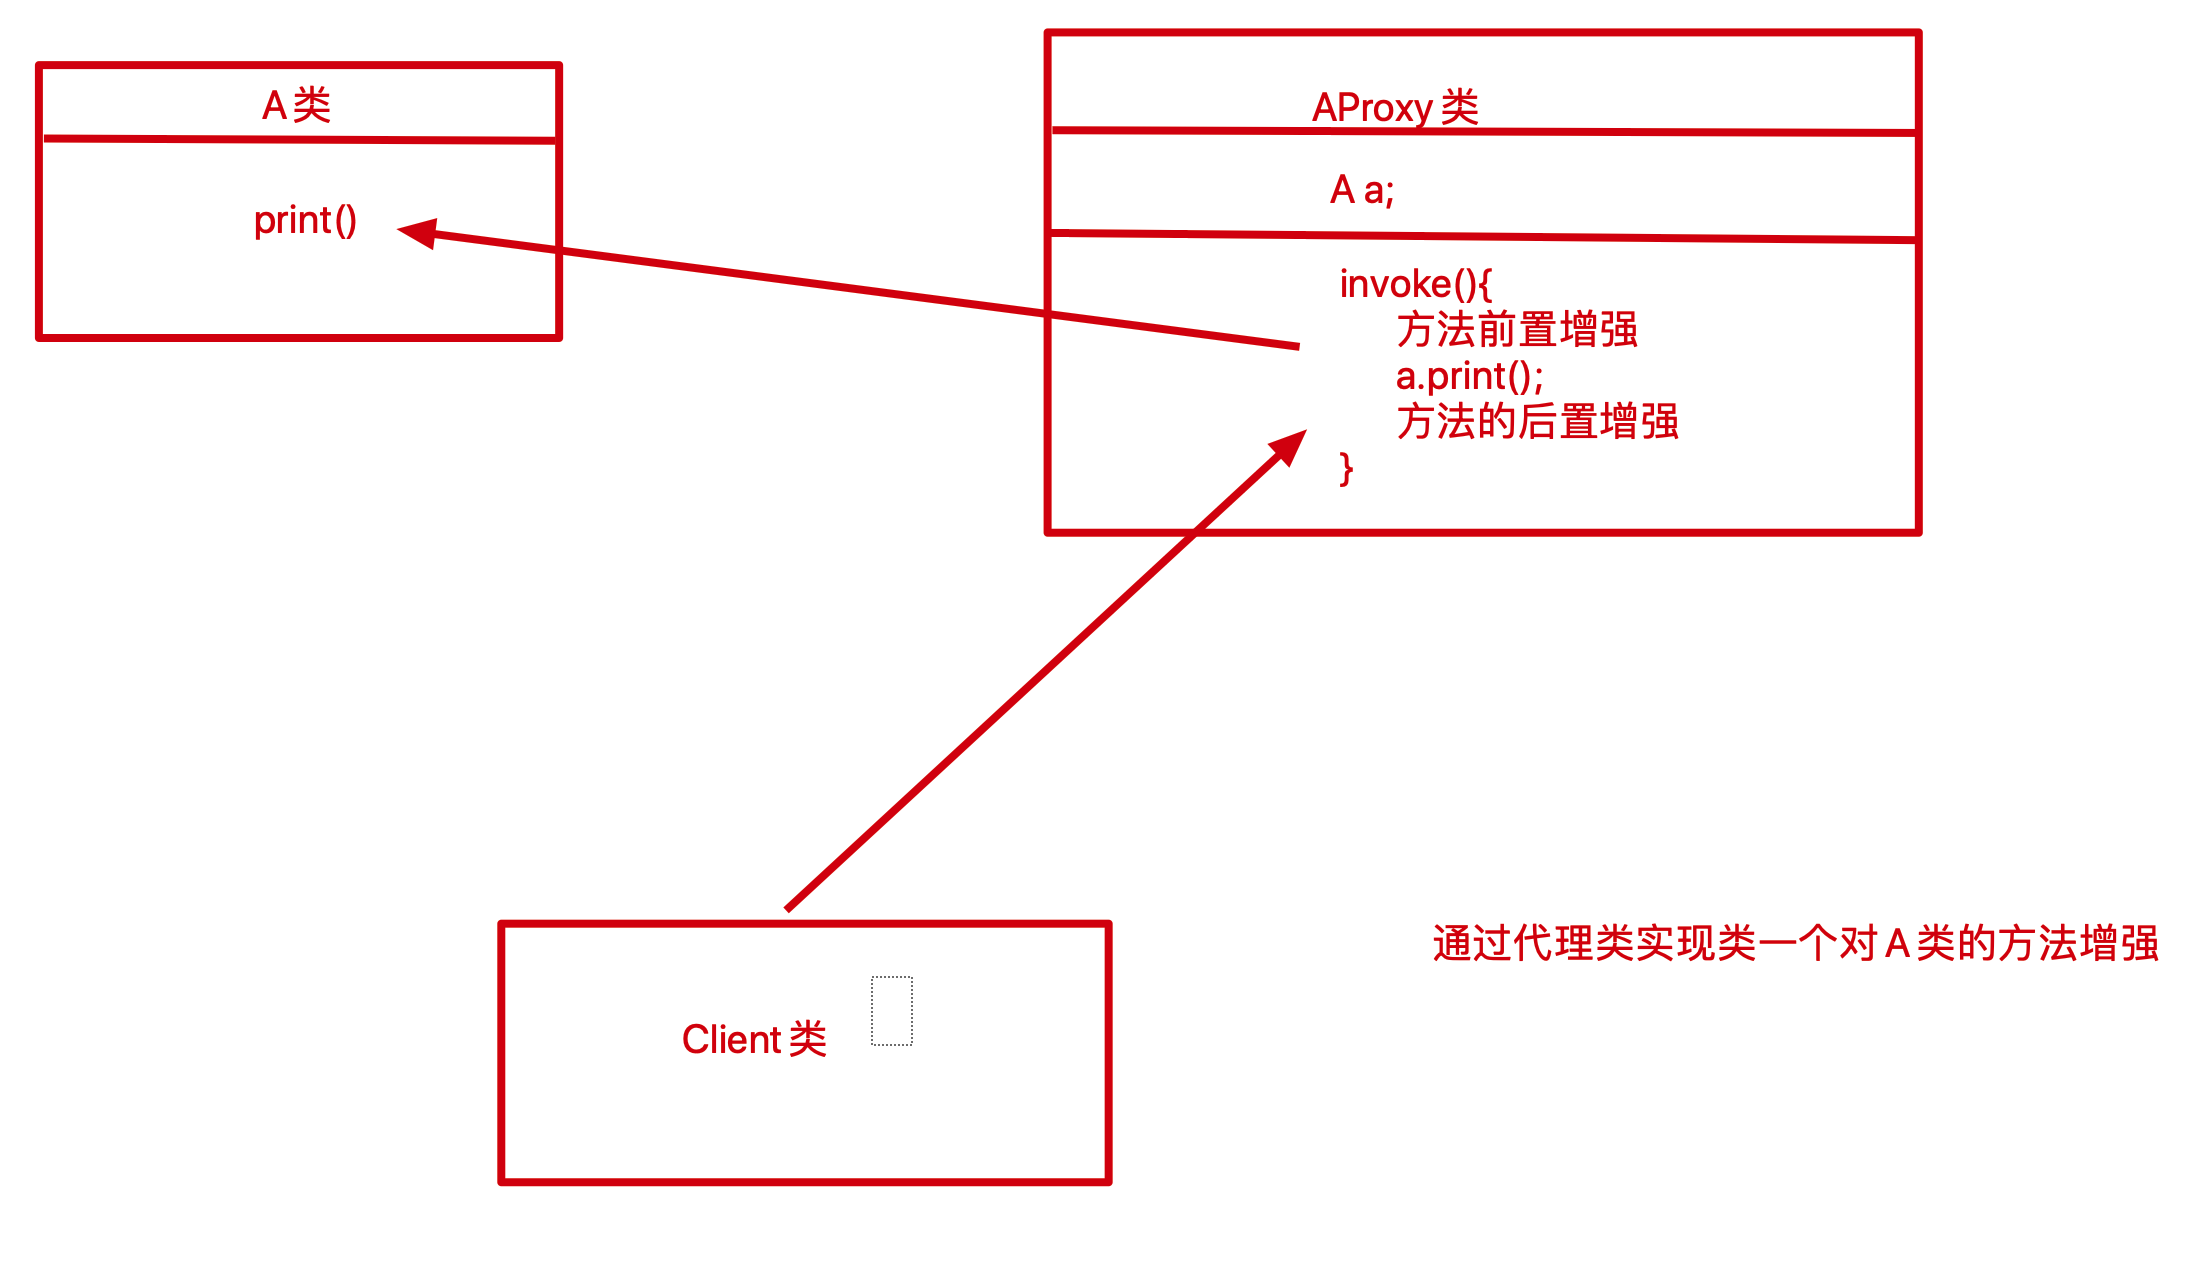 A 类
print()
AProxy 类
A a;
invoke(){
方法前置增强
a.print();
方法的后置增强
}
Client 类
通过代理类实现类一个对 A 类的方法增强